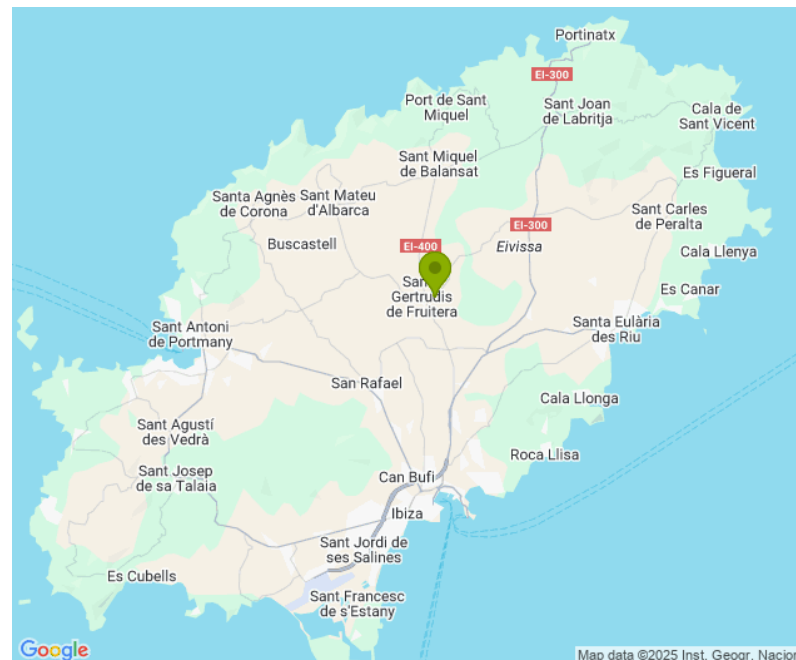 Portinatx
EI-300
Port de Sant
Miquel
Sant Joan
de Labritja
Cala de
Sant Vicent
Sant Miquel
de Balansat
Es Figueral
Santa Agnès
de Corona
Sant Mateu
d'Albarca
Sant Carles
de Peralta
EI-300
Buscastell
EI-400
Eivissa
Cala Llenya
Gertrudis
de Fruitera
Es Canar
Sant Antoni
de Portmany
Santa Eulària
des Riu
San Rafael
Cala Llonga
Sant Agustí
des Vedrà
Roca Llisa
Sant Josep
de sa Talaia
Can Bufi
Ibiza
Sant Jordi de
ses Salines
Es Cubells
Sant Francesc
de s'Estany
Google
Map data ©2025 Inst. Geogr. Nacion